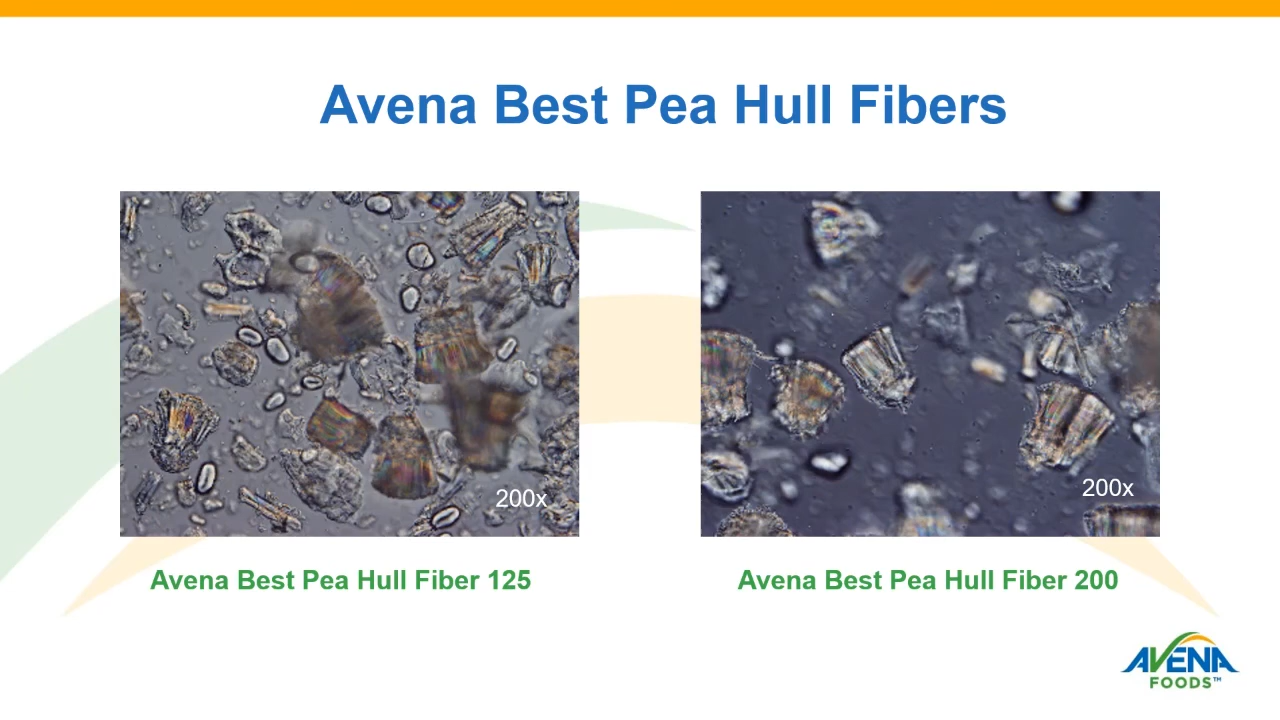 Avena Best Pea Hull Fibers
200x
200x
Avena Best Pea Hull Fiber 125
Avena Best Pea Hull Fiber 200
AVENA
FOODS™